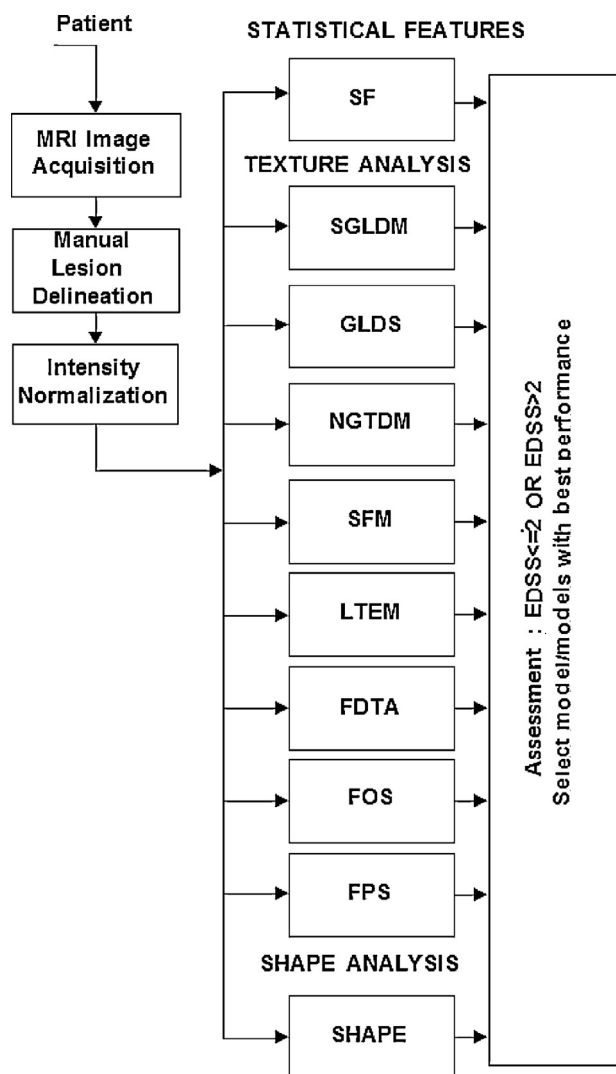 Patient
MRI Image
Acquisition
Manual
Lesion
Delineation
Intensity
Normalization
STATISTICAL FEATURES
SF
TEXTURE ANALYSIS
SGLDM
GLDS
NGTDM
SFM
LTEM
FDTA
FOS
FPS
SHAPE ANALYSIS
SHAPE
Assessment : EDSS<=2 OR EDSS>2
Select model/models with best performance